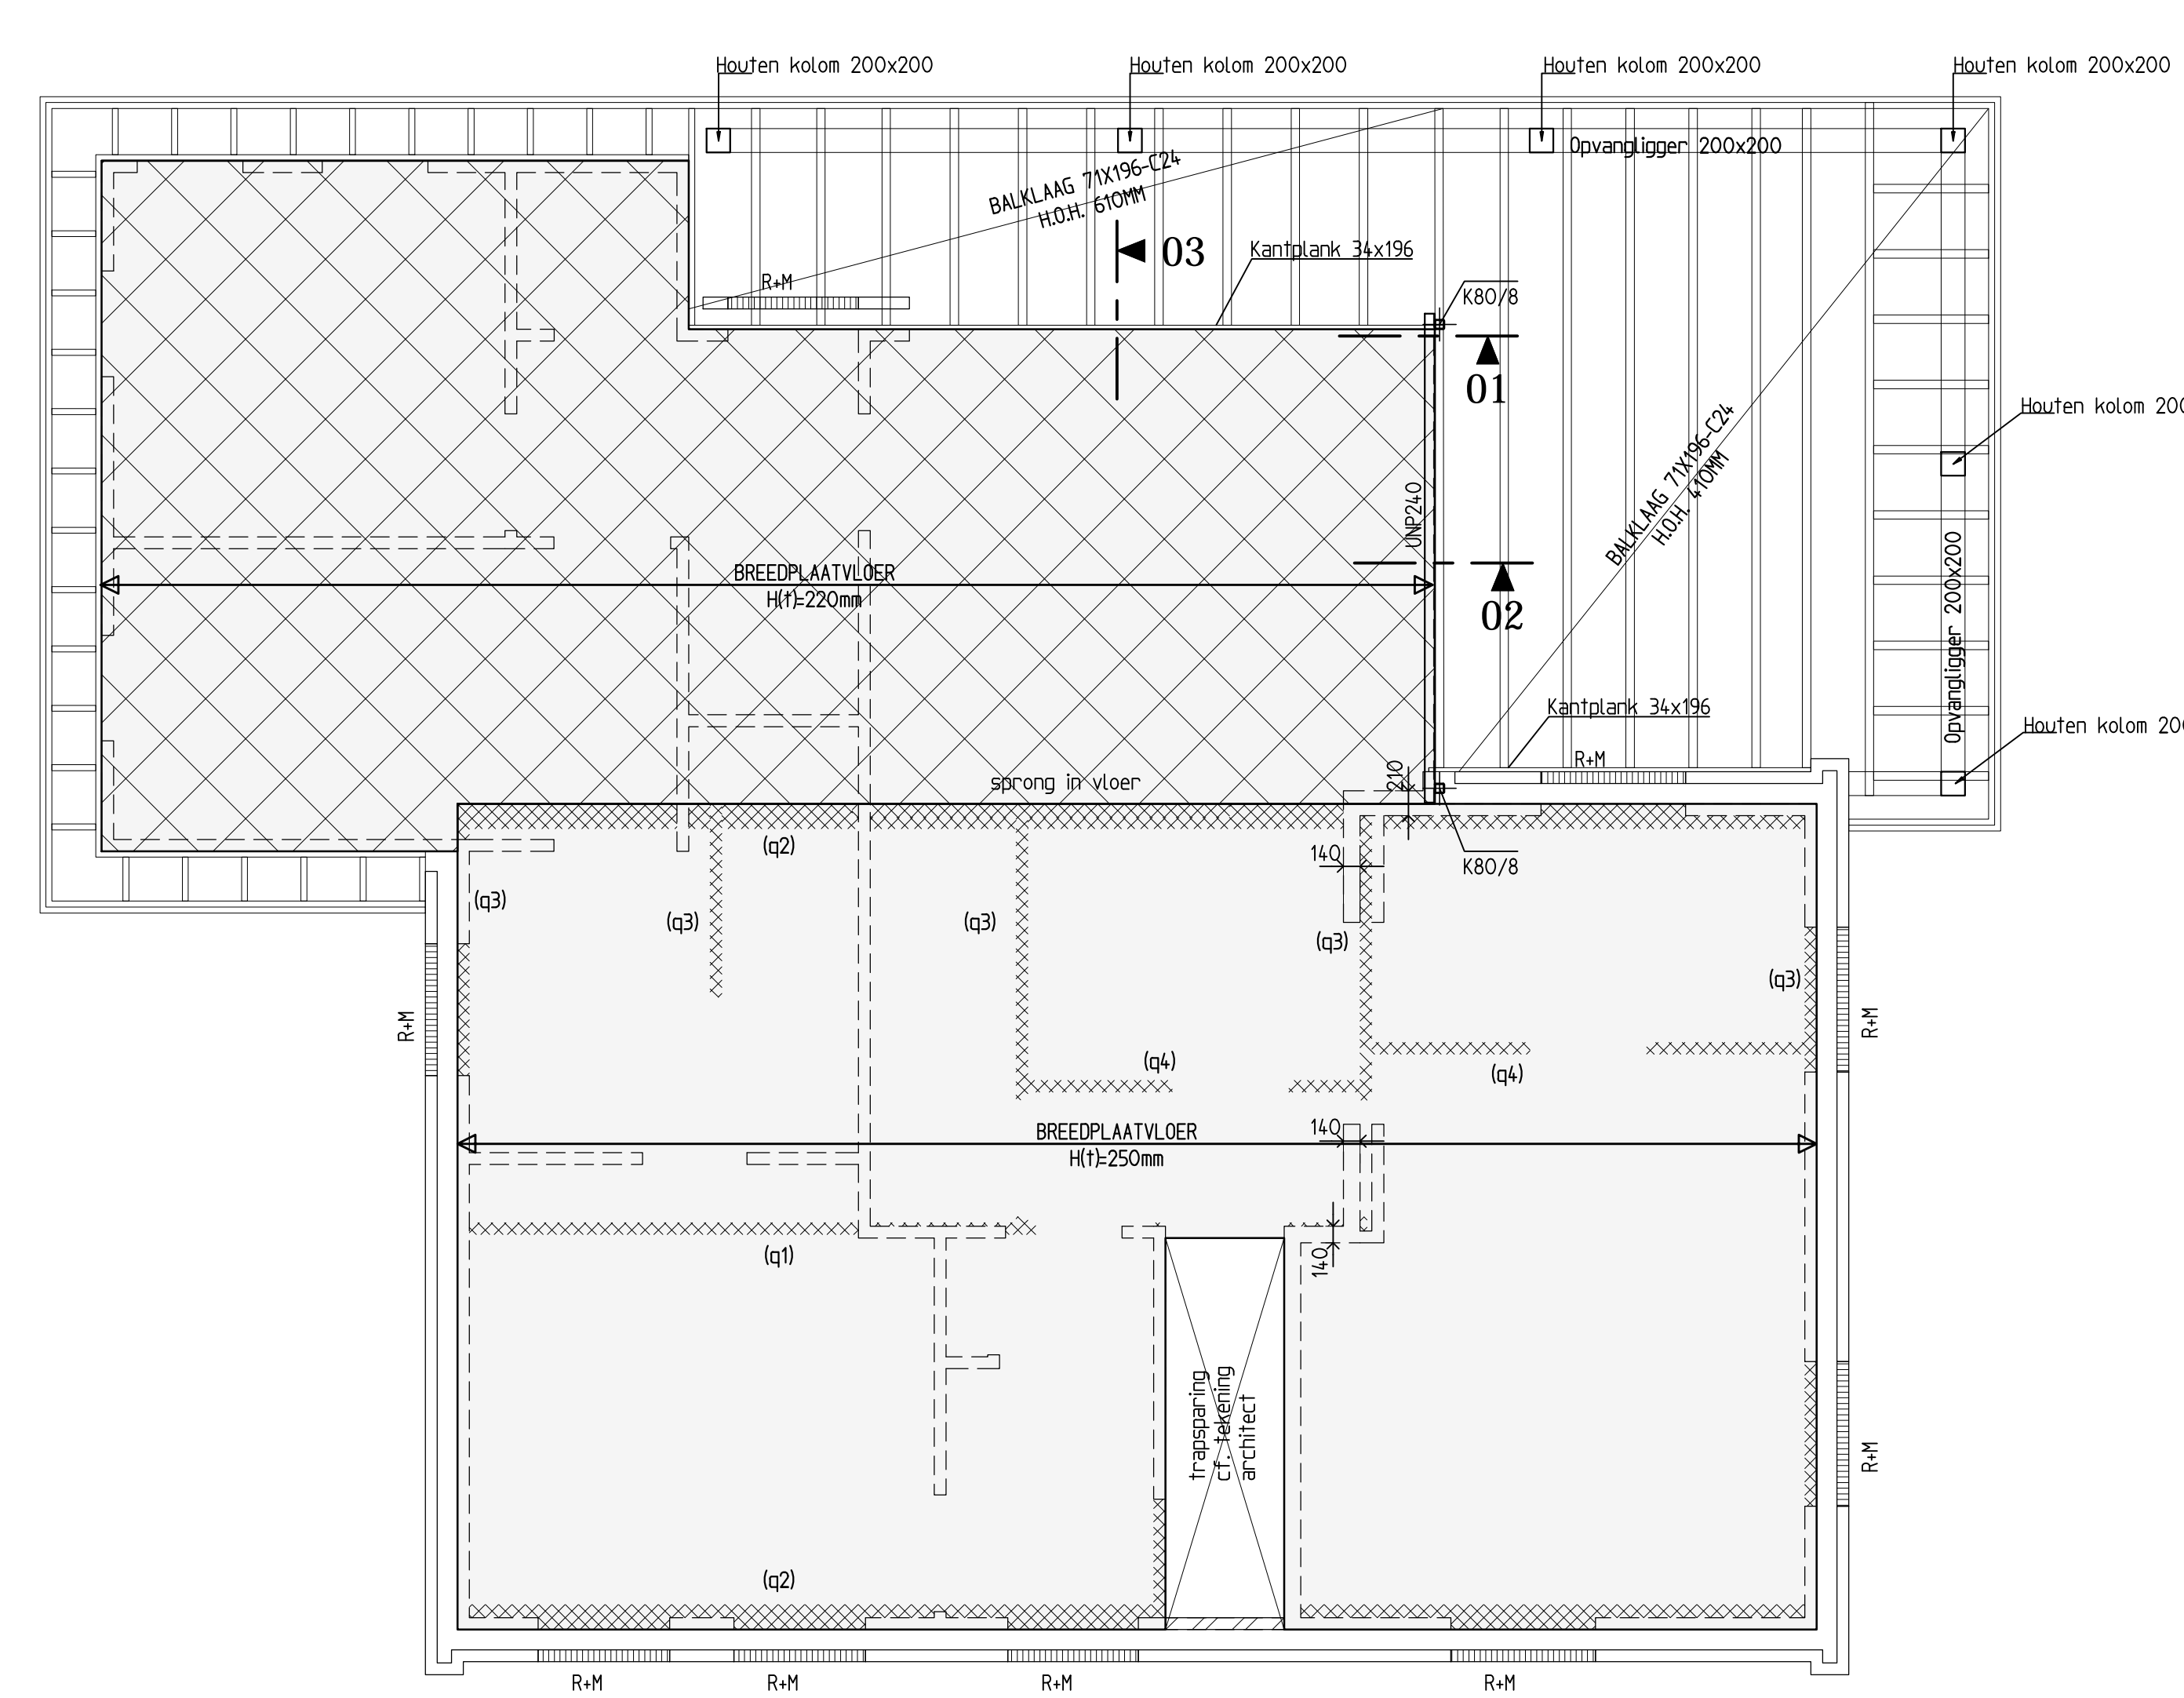 Houten kolom 200x200
Houten kolom 200x200
Houten kolom 200x200
Houten kolom 200x200
Opvangligger 200x200
BALKLAAG 71X196-C24
H.O.H. 610MM
03
Kantplank 34x196
R+M
K80/8
01
Houten kolom 200
BALKLAAG 71X196-C24
H.O.H. 410MM
UNP240
BREEDPLAATVLOER
H(t)=220mm
02
Opvangligger 200x200
Kantplank 34x196
Houten kolom 200
R+M
sprong in vloer
210
(q2)
140
K80/8
(q3)
(q3)
(q3)
(q3)
(q3)
R+M
R+M
(q4)
(q4)
BREEDPLAATVLOER
H(t)=250mm
140
(q1)
140
trapsparing
cf. tekening
architect
R+M
(q2)
R+M
R+M
R+M
R+M